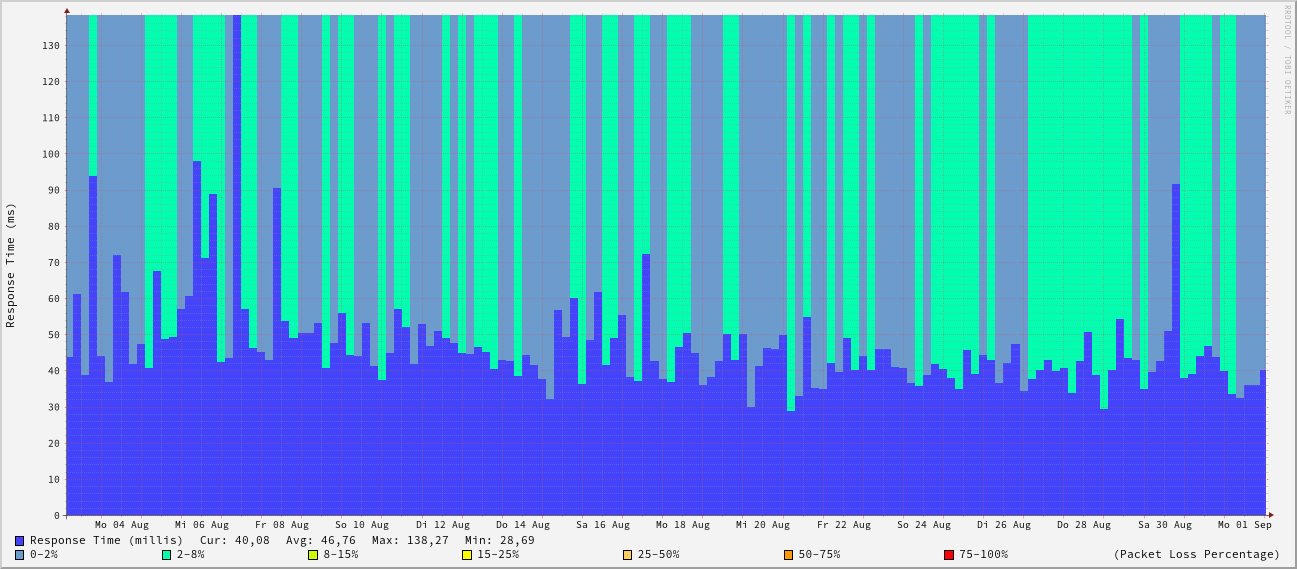 RRDTOOL / TOBI OETIKER
Response Time (ms)
130
120
110
100
90
80
70
60
50
40
30
20
10
0
Mo 04 Aug Mi 06 Aug Fr 08 Aug So 10 Aug Di 12 Aug Do 14 Aug Sa 16 Aug Mo 18 Aug Mi 20 Aug Fr 22 Aug So 24 Aug Di 26 Aug Do 28 Aug Sa 30 Aug Mo 01 Sep
Response Time (millis) Cur: 40,08 Avg: 46,76 Max: 138,27 Min: 28,69
0-2% 2-8% 8-15% 15-25% 25-50% 50-75% 75-100% (Packet Loss Percentage)